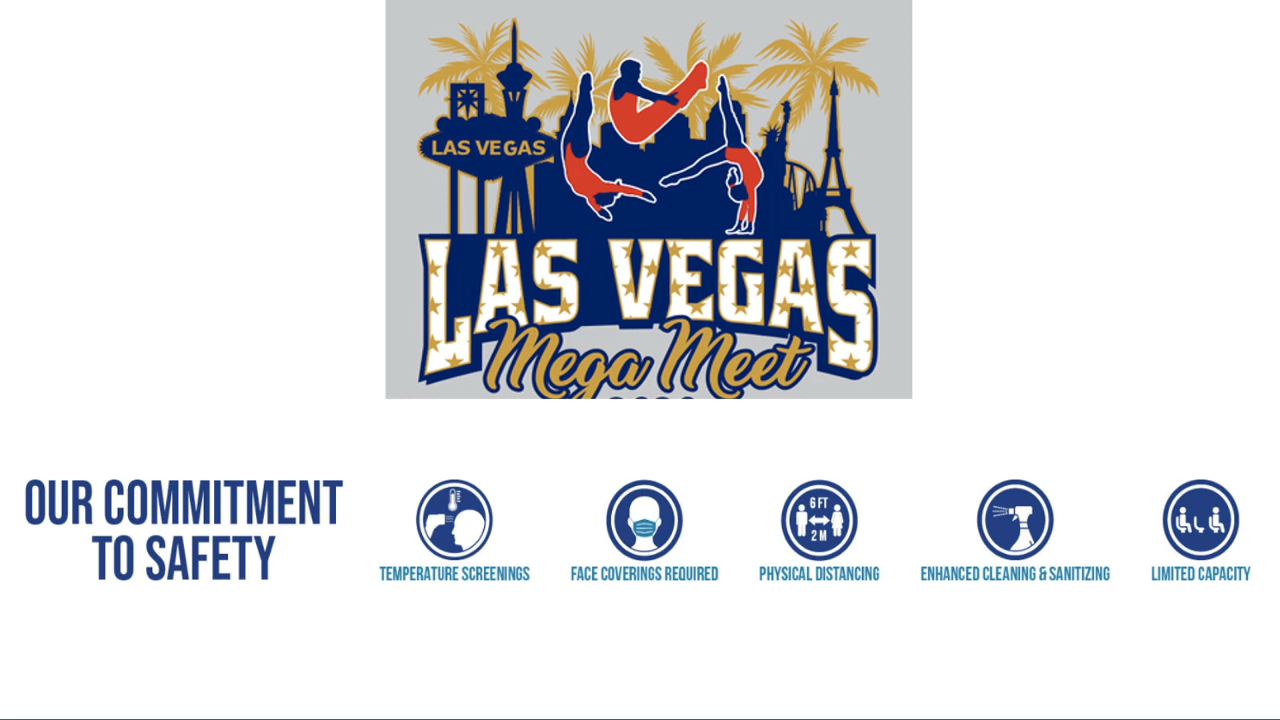 LAS VEGAS
LAS VEGAS
Mega Meet
OUR COMMITMENT
TO SAFETY
6 FT
2 M
TEMPERATURE SCREENINGS
FACE COVERINGS REQUIRED
PHYSICAL DISTANCING
ENHANCED CLEANING & SANITIZING
LIMITED CAPACITY